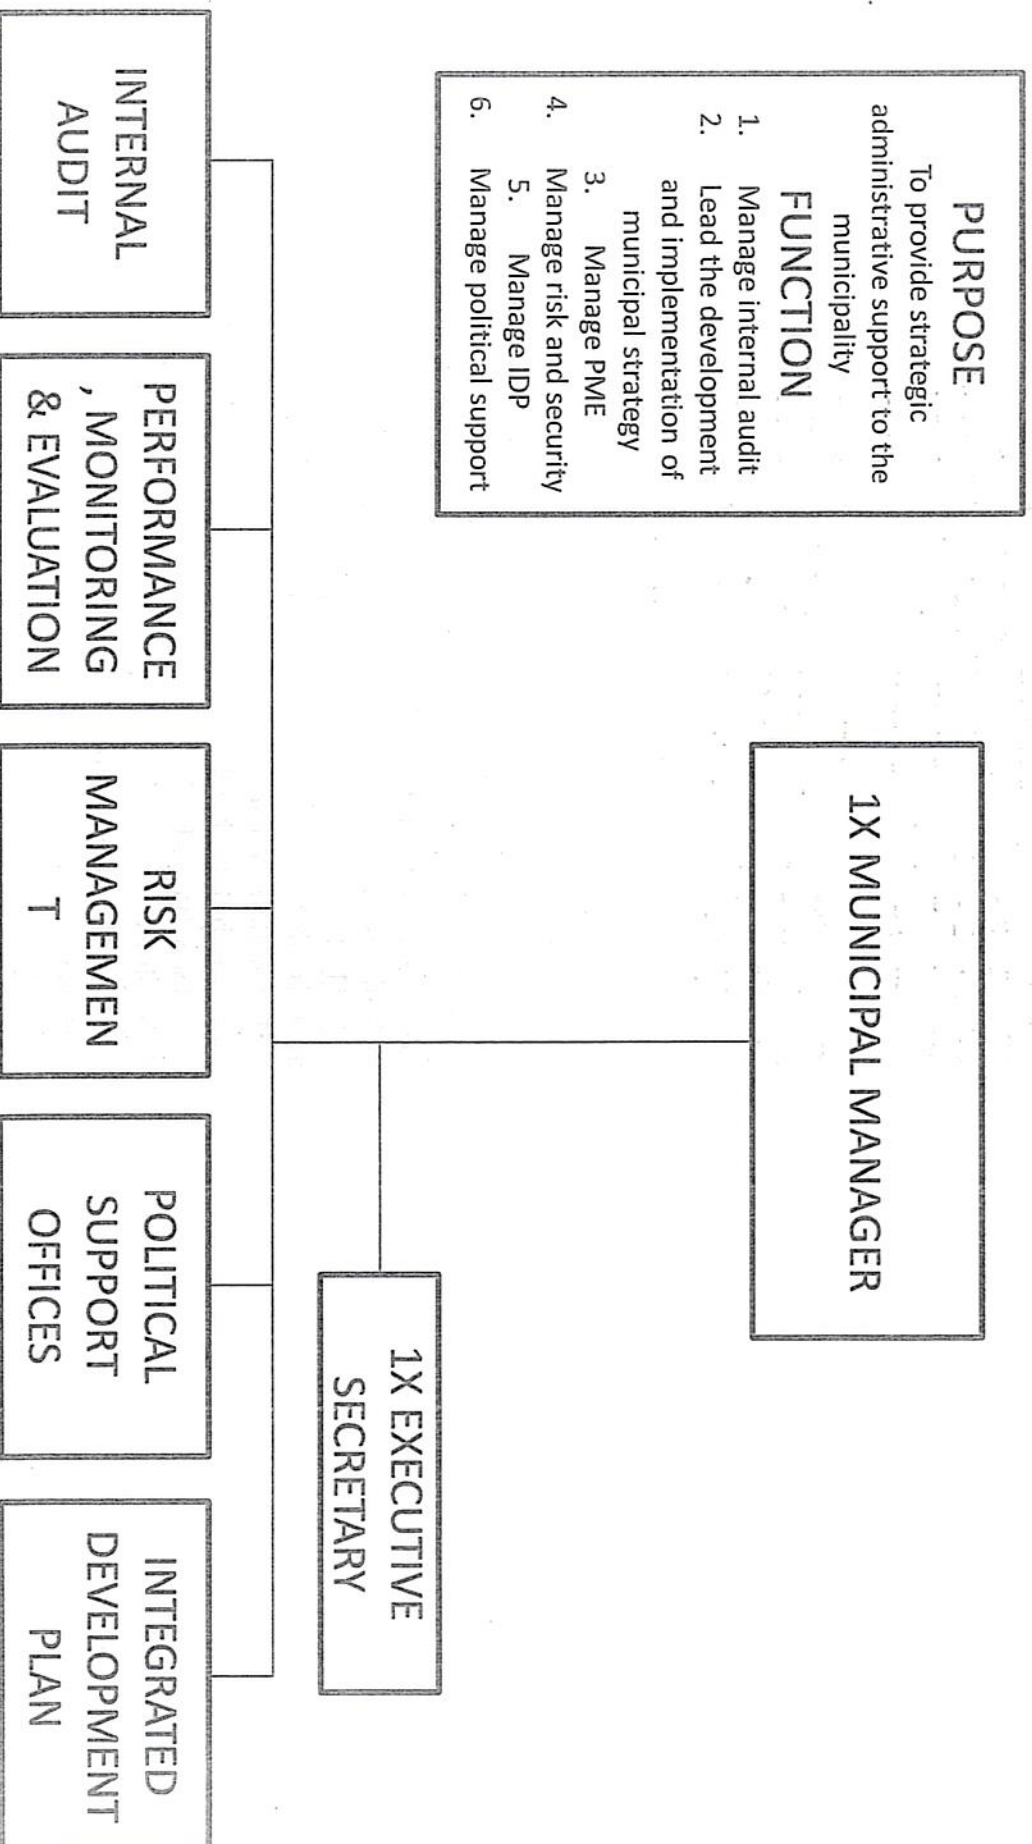 PURPOSE
To provide strategic
administrative support to the
municipality
FUNCTION
1. Manage internal audit
2. Lead the development
and implementation of
municipal strategy
3. Manage PME
4. Manage risk and security
5. Manage IDP
6. Manage political support
1X MUNICIPAL MANAGER
1X EXECUTIVE
SECRETARY
INTERNAL
AUDIT
PERFORMANCE
, MONITORING
& EVALUATION
RISK
MANAGEMEN
T
POLITICAL
SUPPORT
OFFICES
INTEGRATED
DEVELOPMENT
PLAN